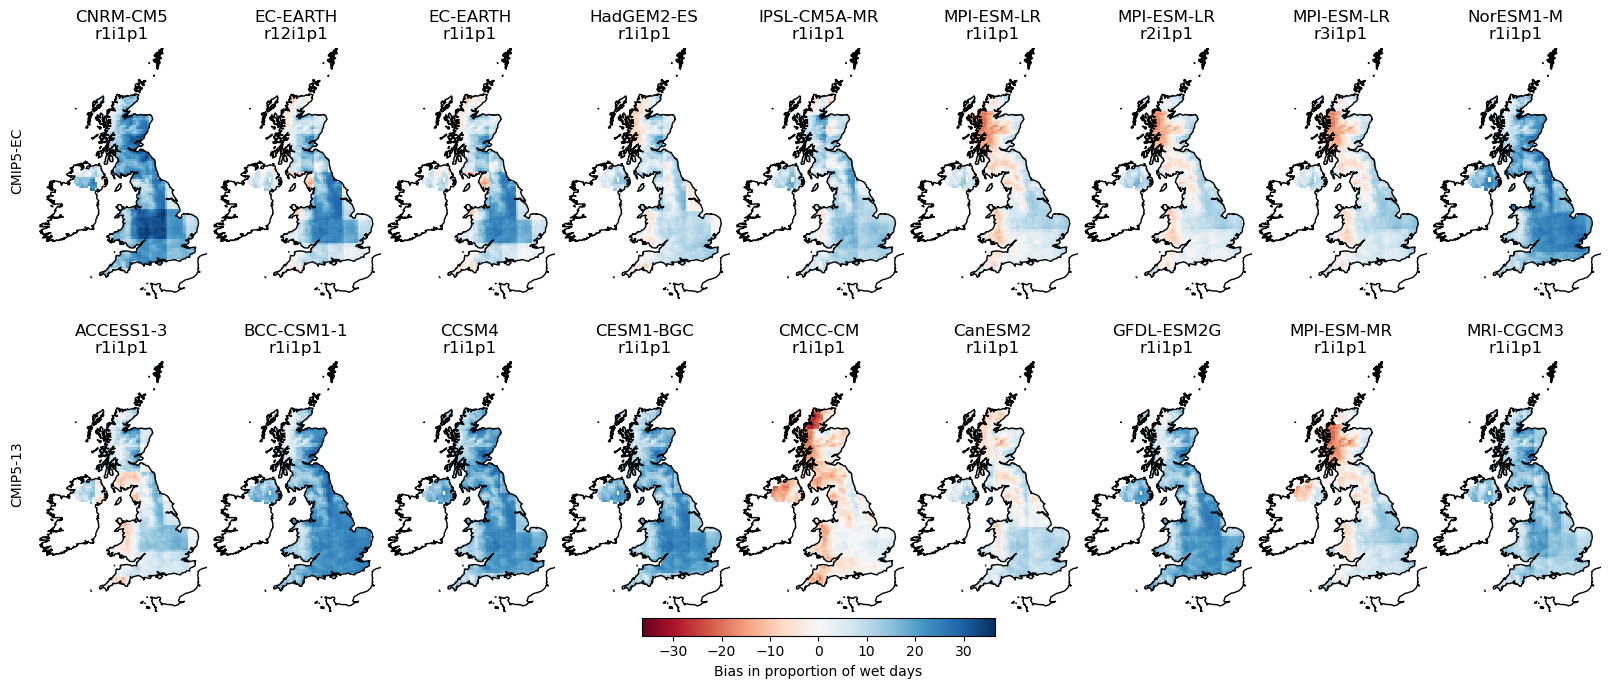 CNRM-CM5
r1i1p1
EC-EARTH
r12i1p1
EC-EARTH
r1i1p1
HadGEM2-ES
r1i1p1
IPSL-CM5A-MR
r1i1p1
MPI-ESM-LR
r1i1p1
MPI-ESM-LR
r2i1p1
MPI-ESM-LR
r3i1p1
NorESM1-M
r1i1p1
CMIP5-EC
ACCESS1-3
r1i1p1
BCC-CSM1-1
r1i1p1
CCSM4
r1i1p1
CESM1-BGC
r1i1p1
CMCC-CM
r1i1p1
CanESM2
r1i1p1
GFDL-ESM2G
r1i1p1
MPI-ESM-MR
r1i1p1
MRI-CGCM3
r1i1p1
CMIP5-13
−30 −20 −10 0 10 20 30
Bias in proportion of wet days